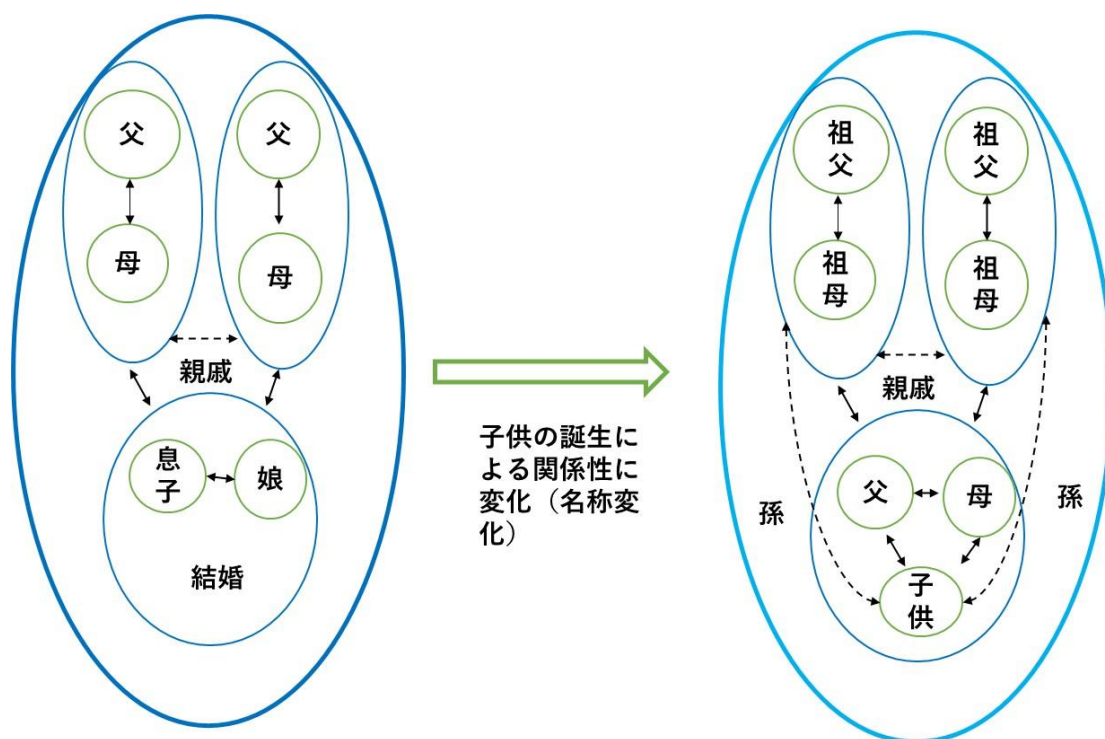 父
母
父
母
親戚
息
子
娘
結婚
子供の誕生に
よる関係性に
変化（名称変
化）
祖
父
祖
母
祖
父
祖
母
親戚
孫
父
母
子
供
孫